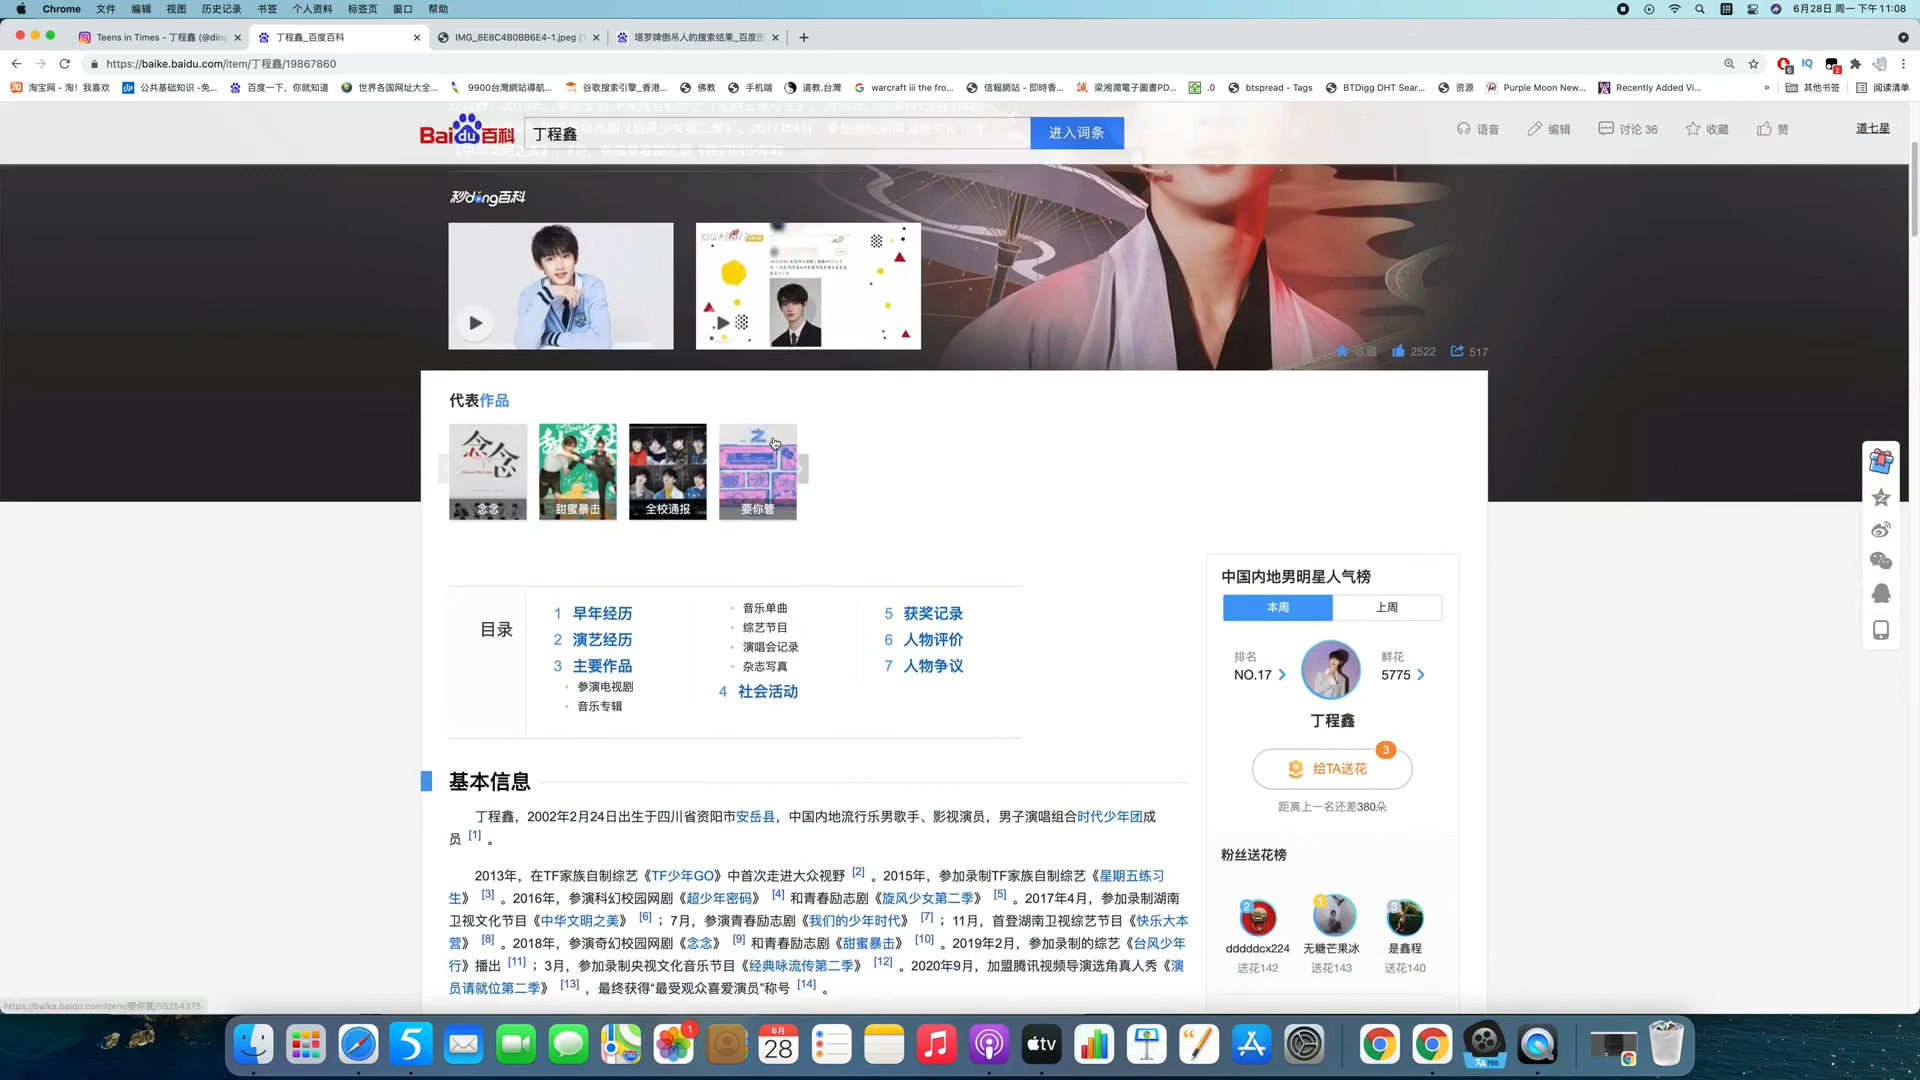 Chrome 文件 编辑 视图 历史记录 书签 个人资料 标签页 窗口 帮助
6月28日 周一 下午11:08
Teens in Times - 丁程鑫 (@ding
丁程鑫_百度百科
IMG_8E8C4B0BB6E4-1.jpeg (
塔罗牌倒吊人的搜索结果_百度图
https://baike.baidu.com/item/丁程鑫/19867860
淘宝网 - 淘！我喜欢
公共基础知识 -免...
百度一下，你就知道
世界各国网址大全...
9900台灣網站導航...
谷歌搜索引擎_香港...
佛教
手机端
道教.台灣
warcraft iii the fro...
信報網站 - 即時香...
梁湘潤電子圖書PD...
.0
btspread - Tags
BTDigg DHT Sear...
资源
Purple Moon New...
Recently Added Vi...
»
其他书签
阅读清单
Bai du 百科
丁程鑫
进入词条
语音
编辑
讨论 36
收藏
赞
道七星
秒dong百科
收藏 2522 517
代表作品
念念
甜蜜暴击
全校通报
要你管
目录
1 早年经历
2 演艺经历
3 主要作品
参演电视剧
音乐专辑
音乐单曲
综艺节目
演唱会记录
杂志写真
4 社会活动
5 获奖记录
6 人物评价
7 人物争议
中国内地男明星人气榜
本周 上周
排名
NO.17
鲜花
5775
丁程鑫
3
给TA送花
距离上一名还差380朵
粉丝送花榜
2 1 3
dddddcx224 无糖芒果冰 是鑫程
送花142 送花143 送花140
基本信息
丁程鑫，2002年2月24日出生于四川省资阳市安岳县，中国内地流行乐男歌手、影视演员，男子演唱组合时代少年团成
员 [1] 。
2013年，在TF家族自制综艺《TF少年GO》中首次走进大众视野 [2] 。2015年，参加录制TF家族自制综艺《星期五练习
生》 [3] 。2016年，参演科幻校园网剧《超少年密码》 [4] 和青春励志剧《旋风少女第二季》 [5] 。2017年4月，参加录制湖南
卫视文化节目《中华文明之美》 [6] ；7月，参演青春励志剧《我们的少年时代》 [7] ；11月，首登湖南卫视综艺节目《快乐大本
营》 [8] 。2018年，参演奇幻校园网剧《念念》 [9] 和青春励志剧《甜蜜暴击》 [10] 。2019年2月，参加录制的综艺《台风少年
行》播出 [11] ；3月，参加录制央视文化音乐节目《经典咏流传第二季》 [12] 。2020年9月，加盟腾讯视频导演选角真人秀《演
员请就位第二季》 [13] ，最终获得“最受观众喜爱演员”称号 [14] 。
https://baike.baidu.com/item/要你管/55254375
6月
28
1
tv